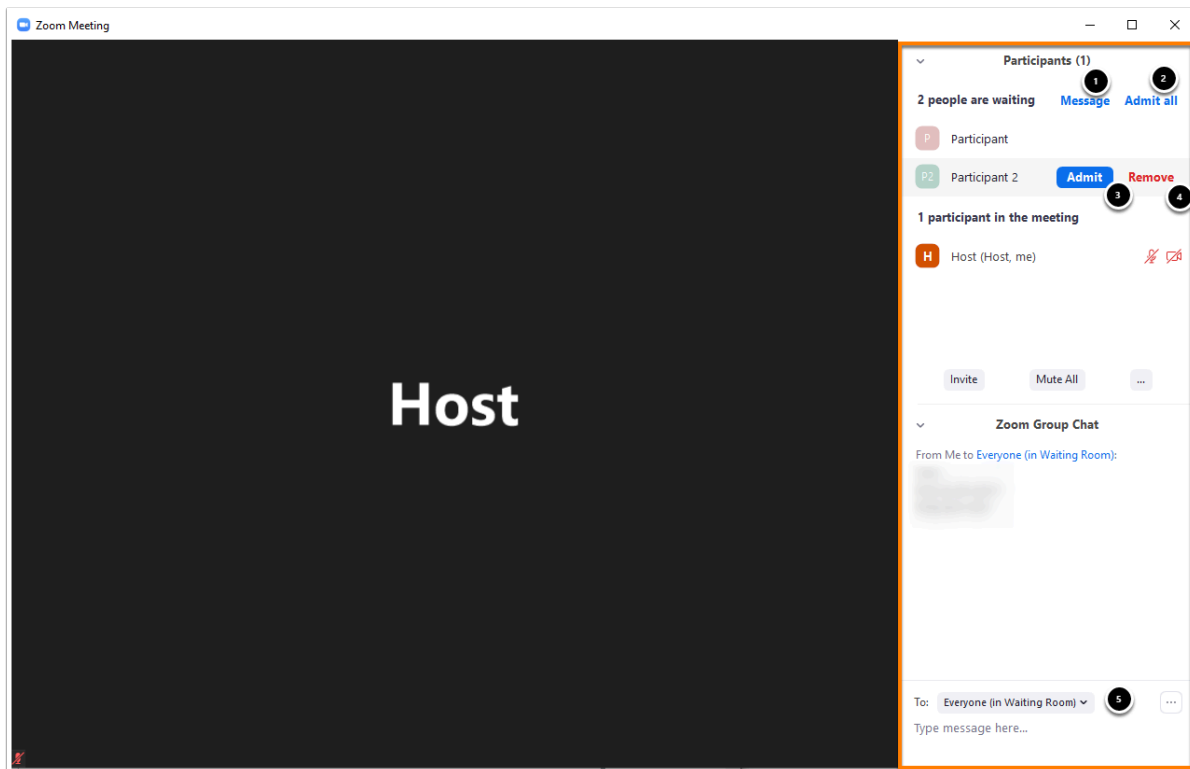 Zoom Meeting
Participants (1)
1
2
2 people are waiting Message Admit all
P Participant
P2 Participant 2 Admit Remove
3
4
1 participant in the meeting
H Host (Host, me)
Host
Invite Mute All ...
Zoom Group Chat
From Me to Everyone (in Waiting Room):
To: Everyone (in Waiting Room) 5 ...
Type message here...